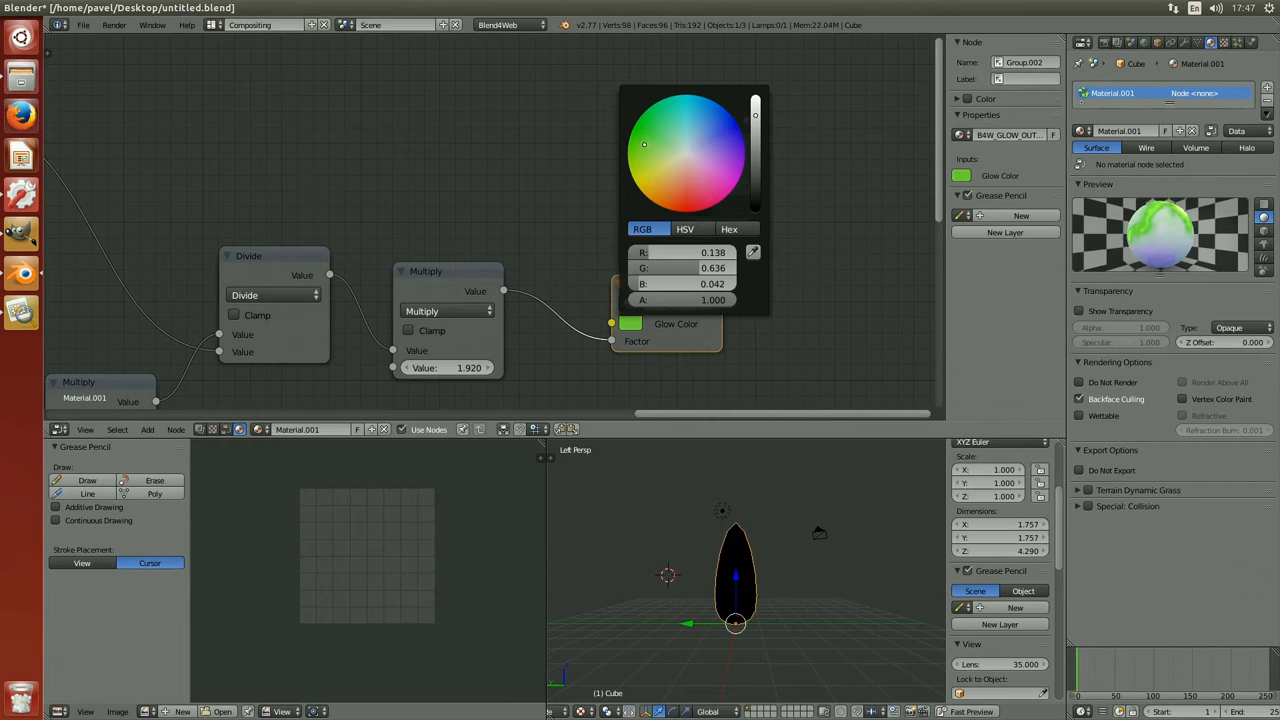 Blender* [/home/pavel/Desktop/untitled.blend]
En 17:47
File Render Window Help Compositing Scene Blend4Web v2.77 | Verts:98 | Faces:96 | Tris:192 | Objects:1/3 | Lamps:0/1 | Mem:22.04M | Cube
Node
Name: Group.002
Label:
Color
Properties
B4W_GLOW_OUT... F
Inputs:
Glow Color
Grease Pencil
New
New Layer
Cube Material.001
Material.001 Node <none>
Material.001 F Data
Surface Wire Volume Halo
No material node selected
Preview
Transparency
Show Transparency
Alpha: 1.000 Type: Opaque
Specular: 1.000 Z Offset: 0.000
Rendering Options
Do Not Render Render Above All
Backface Culling Vertex Color Paint
Wettable Refractive
Refraction Bum: 0.001
Export Options
Do Not Export
Terrain Dynamic Grass
Special: Collision
RGB HSV Hex
R: 0.138
G: 0.636
B: 0.042
A: 1.000
Glow Color
Factor
Divide
Value
Divide
Clamp
Value
Value
Multiply
Value
Multiply
Clamp
Value
Value: 1.920
Multiply
Material.001 Value
View Select Add Node Material.001 F Use Nodes
Grease Pencil
Draw:
Draw Erase
Line Poly
Additive Drawing
Continuous Drawing
Stroke Placement:
View Cursor
Left Persp
(1) Cube
XYZ Euler
Scale:
X: 1.000
Y: 1.000
Z: 1.000
Dimensions:
X: 1.757
Y: 1.757
Z: 4.290
Grease Pencil
Scene Object
New
New Layer
View
Lens: 35.000
Lock to Object:
0 50 100 150 200 250
View Image New Open View
Global
Fast Preview
Start: 1 End: 25